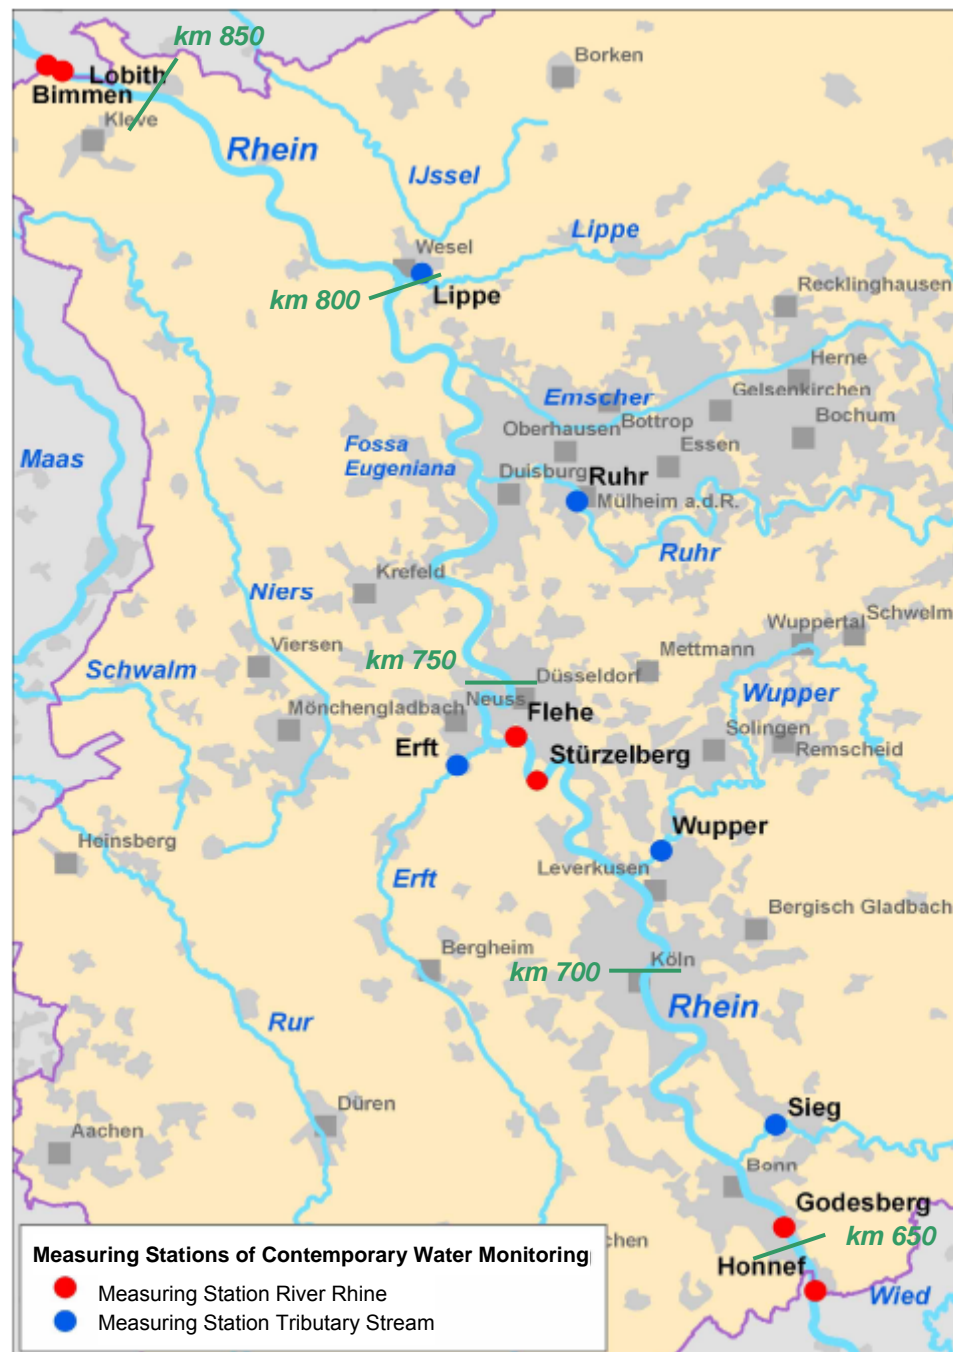 km 850
Borken
Lobith
Bimmen
Kleve
Rhein
IJssel
Lippe
Wesel
km 800
Lippe
Recklinghausen
Herne
Gelsenkirchen
Emscher
Bottrop
Bochum
Oberhausen
Essen
Fossa
Eugeniana
Maas
Duisburg
Ruhr
Mülheim a.d.R.
Ruhr
Krefeld
Niers
Schwelm
Wuppertal
Viersen
Mettmann
km 750
Schwalm
Düsseldorf
Wupper
Neuss
Mönchengladbach
Flehe
Solingen
Erft
Stürzelberg
Remscheid
Wupper
Heinsberg
Leverkusen
Erft
Bergisch Gladbach
Bergheim
Köln
km 700
Rhein
Rur
Düren
Sieg
Aachen
Bonn
Godesberg
km 650
chen
Honnef
Wied
Measuring Stations of Contemporary Water Monitoring
Measuring Station River Rhine
Measuring Station Tributary Stream